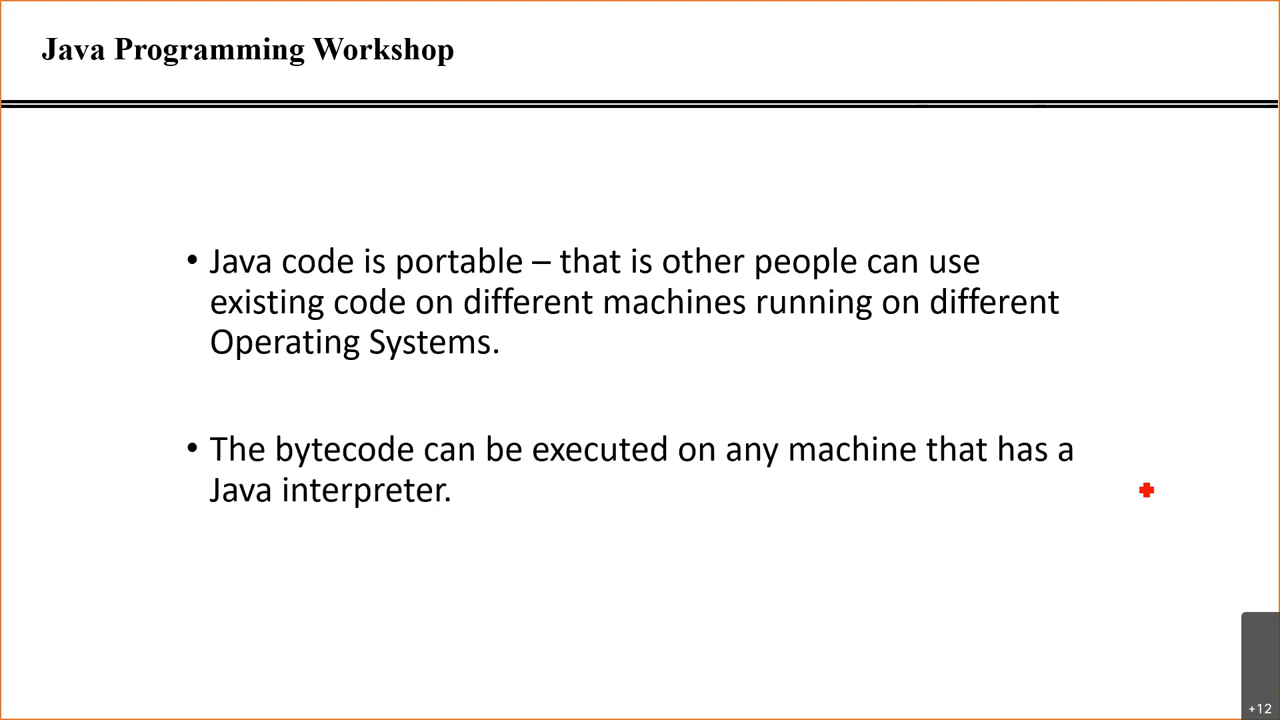 Java Programming Workshop
• Java code is portable – that is other people can use
existing code on different machines running on different
Operating Systems.
• The bytecode can be executed on any machine that has a
Java interpreter.
+12